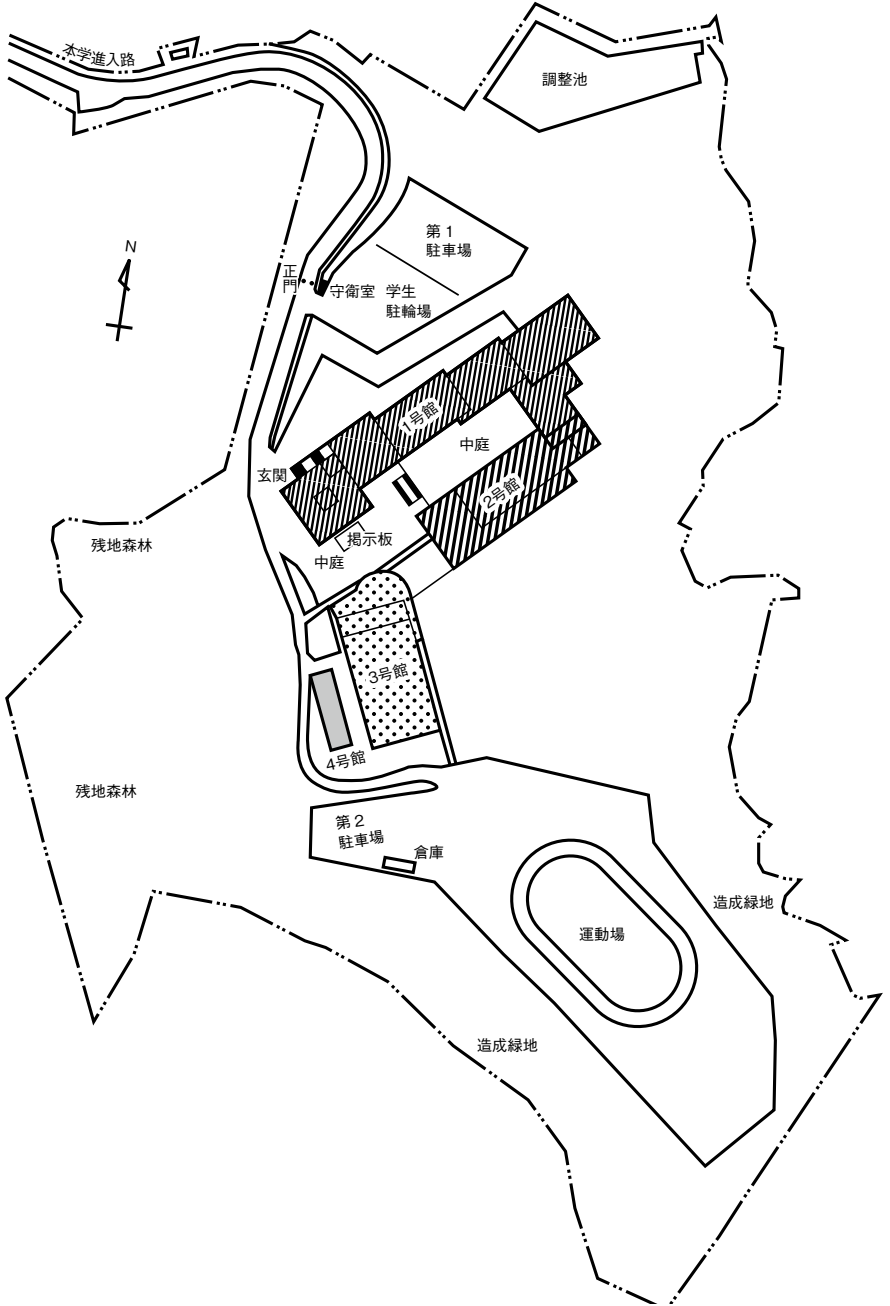 本学進入路
調整池
N
第1
駐車場
正
門
守衛室
学生
駐輪場
1号館
中庭
玄関
2号館
掲示板
中庭
残地森林
3号館
4号館
残地森林
第2
駐車場
倉庫
造成緑地
運動場
造成緑地